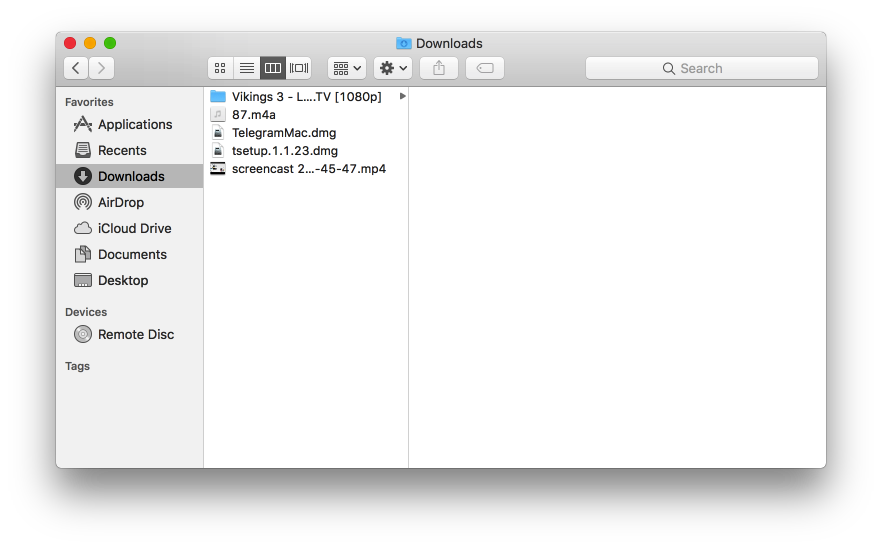 Downloads
Search
Favorites
Applications
Recents
Downloads
AirDrop
iCloud Drive
Documents
Desktop
Devices
Remote Disc
Tags
Vikings 3 - L....TV [1080p]
87.m4a
TelegramMac.dmg
tsetup.1.1.23.dmg
screencast 2...-45-47.mp4